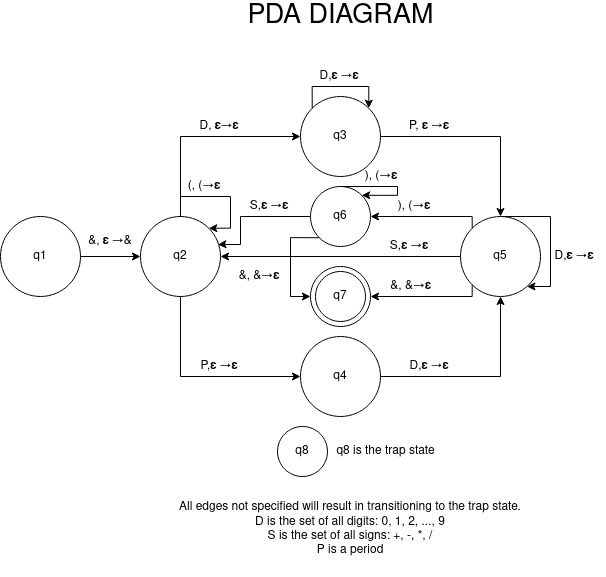 PDA DIAGRAM
D,ε →ε
q3
D, ε→ε
P, ε →ε
), (→ε
(, (→ε
q6
S,ε →ε
), (→ε
&, ε →&
q1
q2
S,ε →ε
q5
D,ε →ε
&, &→ε
q7
&, &→ε
P,ε →ε
q4
D,ε →ε
q8
q8 is the trap state
All edges not specified will result in transitioning to the trap state.
D is the set of all digits: 0, 1, 2, ..., 9
S is the set of all signs: +, -, *, /
P is a period